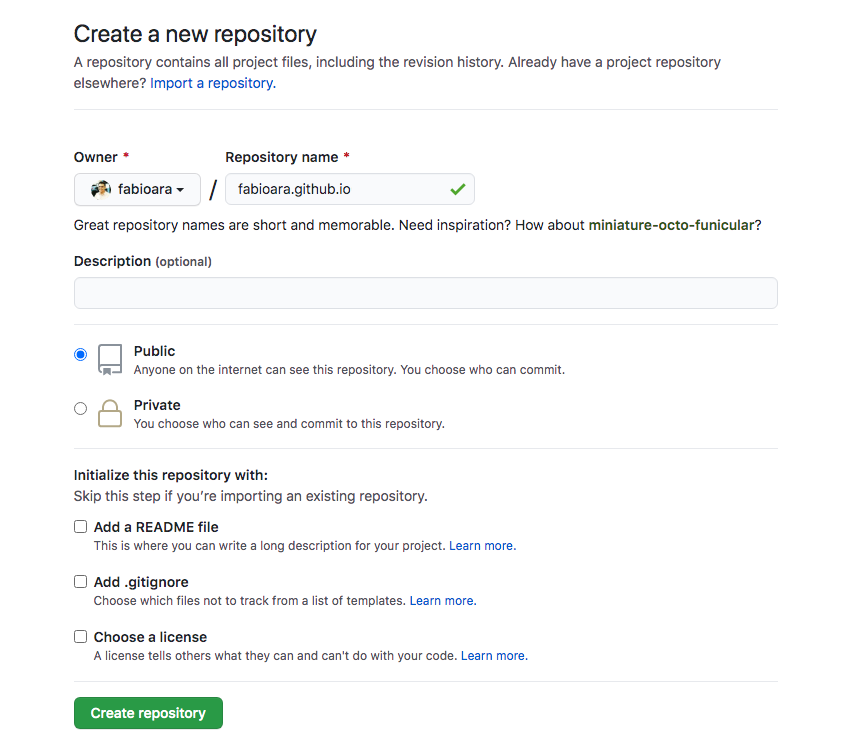 Create a new repository
A repository contains all project files, including the revision history. Already have a project repository
elsewhere? Import a repository.
Owner * Repository name *
fabioara / fabioara.github.io
Great repository names are short and memorable. Need inspiration? How about miniature-octo-funicular?
Description (optional)
Public
Anyone on the internet can see this repository. You choose who can commit.
Private
You choose who can see and commit to this repository.
Initialize this repository with:
Skip this step if you’re importing an existing repository.
Add a README file
This is where you can write a long description for your project. Learn more.
Add .gitignore
Choose which files not to track from a list of templates. Learn more.
Choose a license
A license tells others what they can and can't do with your code. Learn more.
Create repository